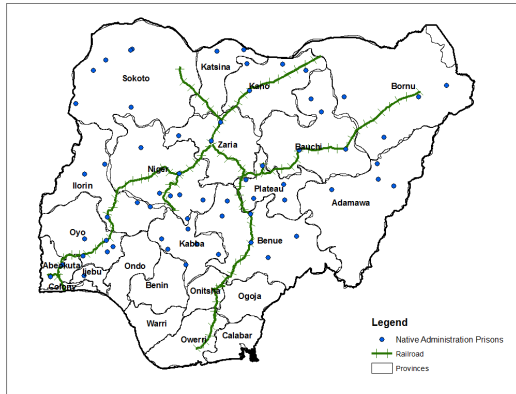 Katsina
Sokoto
Kano
Bornu
Zaria
Bauchi
Niger
Ilorin
Plateau
Adamawa
Oyo
Kabba
Benue
Abeokuta
Ijebu
Ondo
Colony
Benin
Onitsha
Ogoja
Warri
Owerri
Calabar
Legend
Native Administration Prisons
Railroad
Provinces